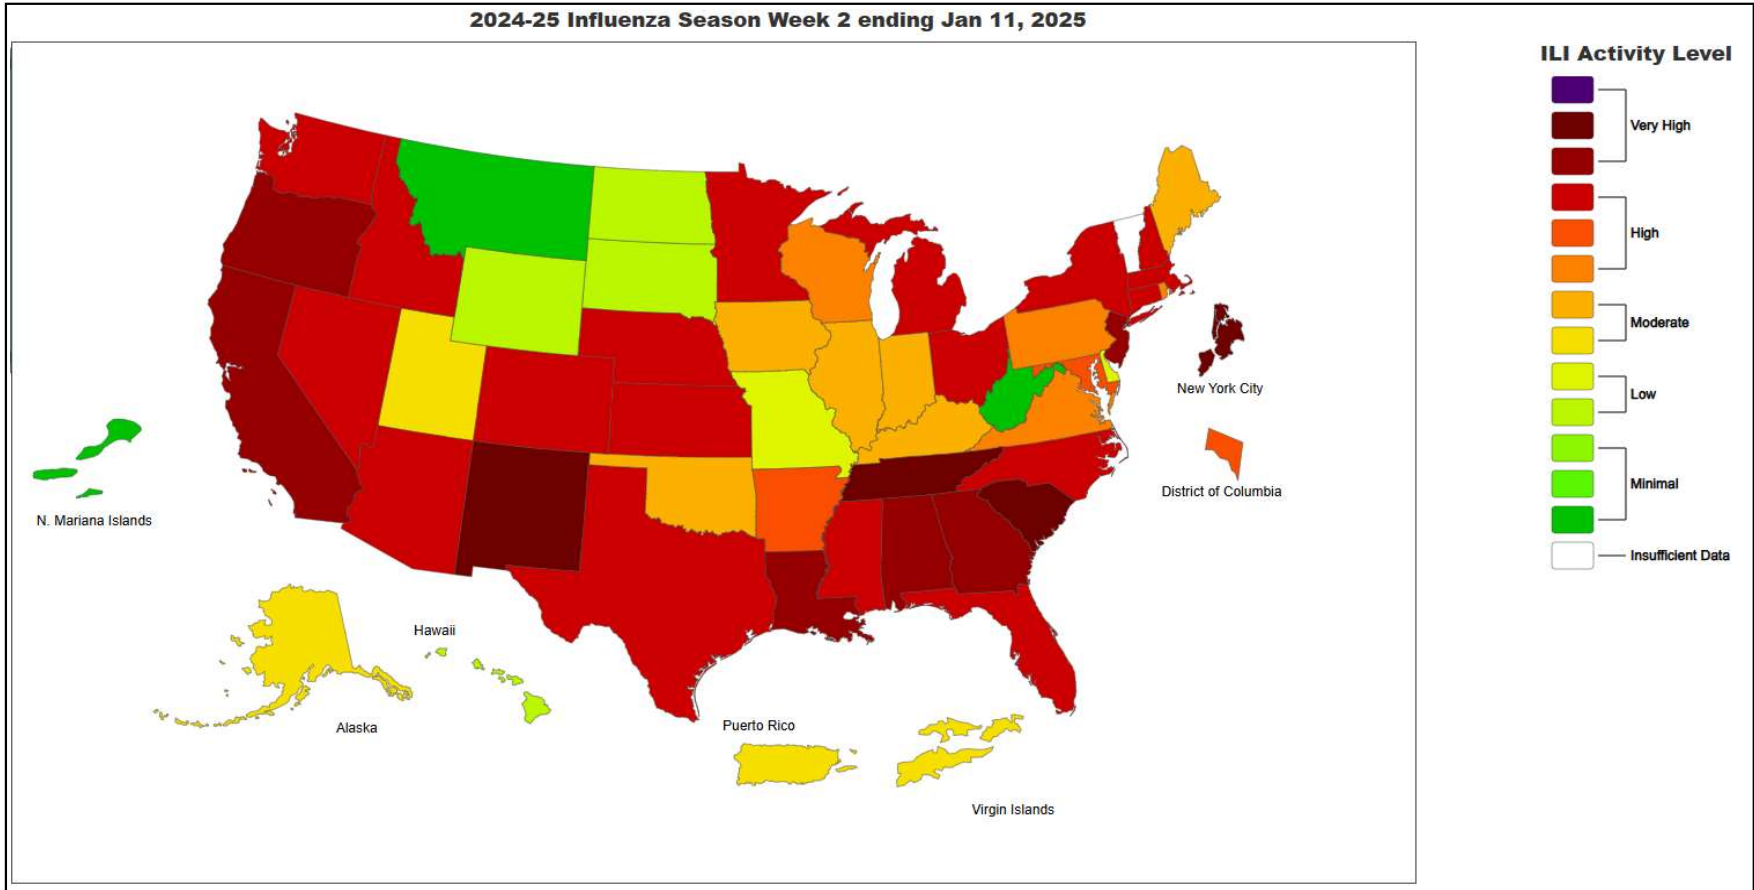 2024-25 Influenza Season Week 2 ending Jan 11, 2025
ILI Activity Level
Very High
High
Moderate
Low
Minimal
Insufficient Data
New York City
District of Columbia
N. Mariana Islands
Hawaii
Alaska
Puerto Rico
Virgin Islands